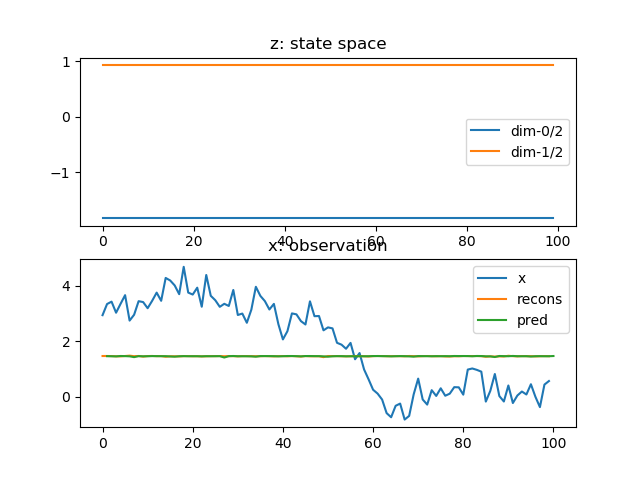 z: state space
1
0
−1
dim-0/2
dim-1/2
0 20 40 60 80 100
x: observation
4
2
0
x
recons
pred
0 20 40 60 80 100